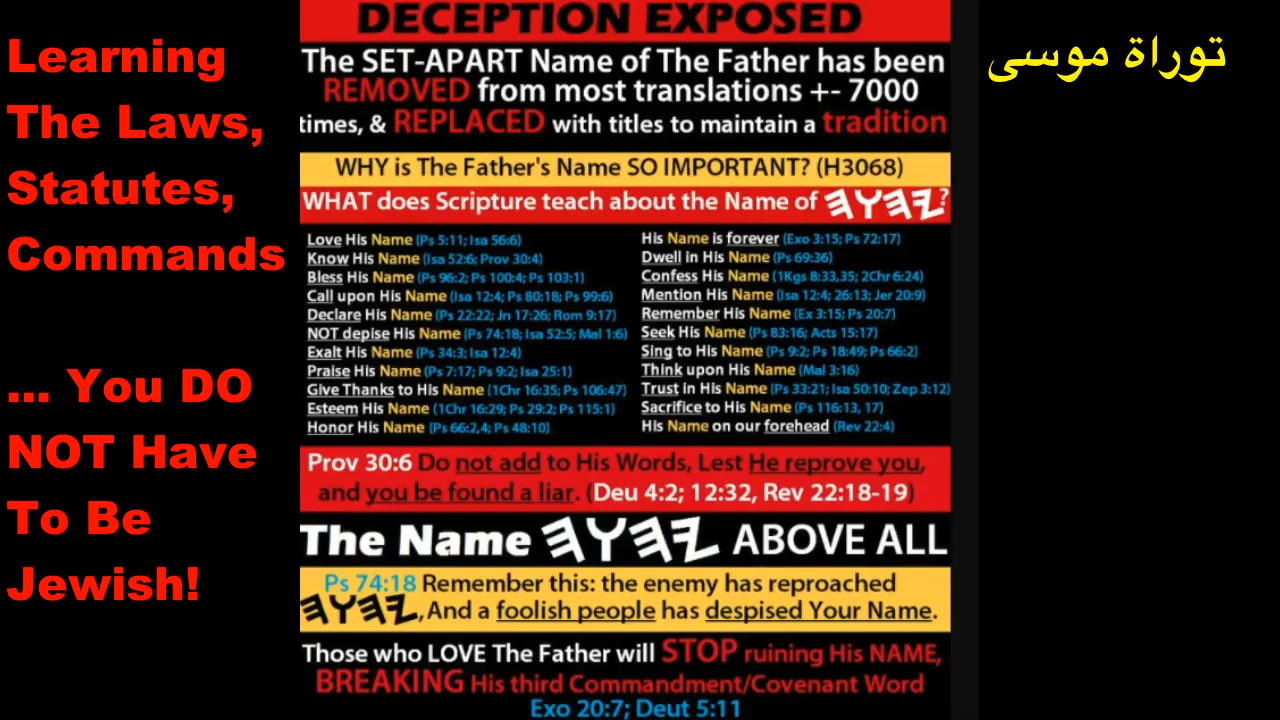 Learning
The Laws,
Statutes,
Commands
... You DO
NOT Have
To Be
Jewish!
DECEPTION EXPOSED
The SET-APART Name of The Father has been
REMOVED from most translations +- 7000
times, & REPLACED with titles to maintain a tradition
WHY is The Father's Name SO IMPORTANT? (H3068)
WHAT does Scripture teach about the Name of 𐤉𐤄𐤅𐤄?
Love His Name (Ps 5:11; Isa 56:6)
Know His Name (Isa 52:6; Prov 30:4)
Bless His Name (Ps 96:2; Ps 100:4; Ps 103:1)
Call upon His Name (Isa 12:4; Ps 80:18; Ps 99:6)
Declare His Name (Ps 22:22; Jn 17:26; Rom 9:17)
NOT depise His Name (Ps 74:18; Isa 52:5; Mal 1:6)
Exalt His Name (Ps 34:3; Isa 12:4)
Praise His Name (Ps 7:17; Ps 9:2; Isa 25:1)
Give Thanks to His Name (1Chr 16:35; Ps 106:47)
Esteem His Name (1Chr 16:29; Ps 29:2; Ps 115:1)
Honor His Name (Ps 66:2,4; Ps 48:10)
His Name is forever (Exo 3:15; Ps 72:17)
Dwell in His Name (Ps 69:36)
Confess His Name (1Kgs 8:33,35; 2Chr 6:24)
Mention His Name (Isa 12:4; 26:13; Jer 20:9)
Remember His Name (Ex 3:15; Ps 20:7)
Seek His Name (Ps 83:16; Acts 15:17)
Sing to His Name (Ps 9:2; Ps 18:49; Ps 66:2)
Think upon His Name (Mal 3:16)
Trust in His Name (Ps 33:21; Isa 50:10; Zep 3:12)
Sacrifice to His Name (Ps 116:13, 17)
His Name on our forehead (Rev 22:4)
Prov 30:6 Do not add to His Words, Lest He reprove you,
and you be found a liar. (Deu 4:2; 12:32, Rev 22:18-19)
The Name 𐤉𐤄𐤅𐤄 ABOVE ALL
Ps 74:18 Remember this: the enemy has reproached
𐤉𐤄𐤅𐤄, And a foolish people has despised Your Name.
Those who LOVE The Father will STOP ruining His NAME,
BREAKING His third Commandment/Covenant Word
Exo 20:7; Deut 5:11
توراة موسى